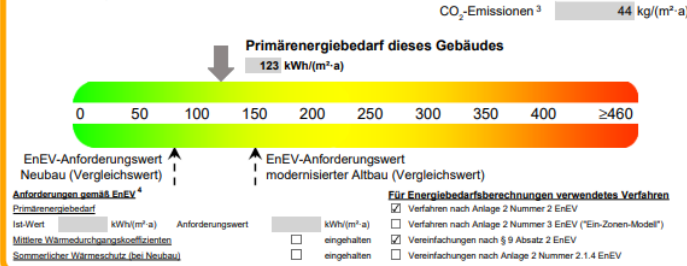 CO₂-Emissionen ³ 44 kg/(m²·a)
Primärenergiebedarf dieses Gebäudes
123 kWh/(m²·a)
0 50 100 150 200 250 300 350 400 ≥460
EnEV-Anforderungswert
Neubau (Vergleichswert)
EnEV-Anforderungswert
modernisierter Altbau (Vergleichswert)
Anforderungen gemäß EnEV ⁴
Primärenergiebedarf
Ist-Wert kWh/(m²·a) Anforderungswert kWh/(m²·a)
Mittlere Wärmedurchgangskoeffizienten eingehalten
Sommerlicher Wärmeschutz (bei Neubau) eingehalten
Für Energiebedarfsberechnungen verwendetes Verfahren
Verfahren nach Anlage 2 Nummer 2 EnEV
Verfahren nach Anlage 2 Nummer 3 EnEV ("Ein-Zonen-Modell")
Vereinfachungen nach § 9 Absatz 2 EnEV
Vereinfachungen nach Anlage 2 Nummer 2.1.4 EnEV